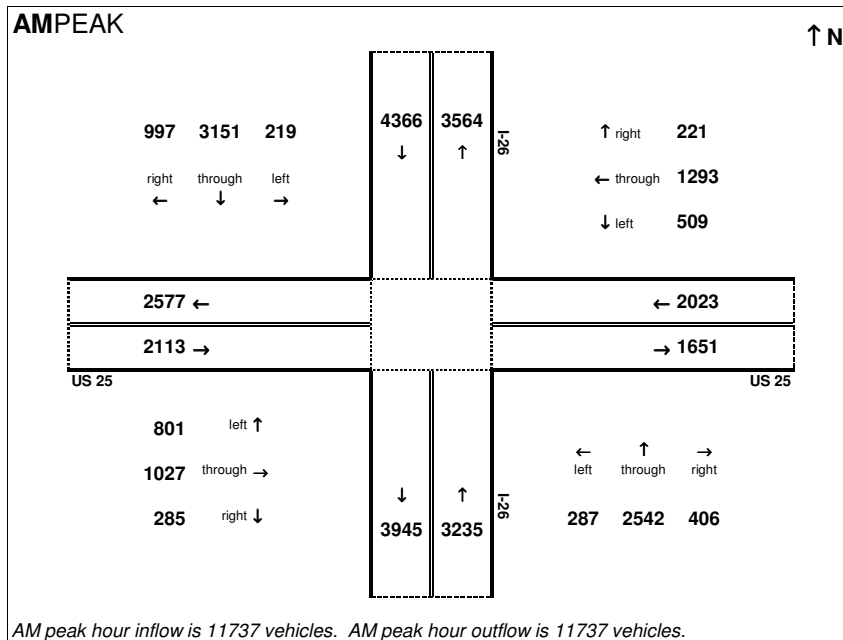 AMPEAK
↑ N
997 3151 219
right through left
← ↓ →
4366 3564
↓ ↑
I-26
↑ right 221
← through 1293
↓ left 509
2577 ←
← 2023
2113 →
→ 1651
US 25
US 25
801 left ↑
1027 through →
285 right ↓
↓ ↑
3945 3235
I-26
← ↑ →
left through right
287 2542 406
AM peak hour inflow is 11737 vehicles. AM peak hour outflow is 11737 vehicles.